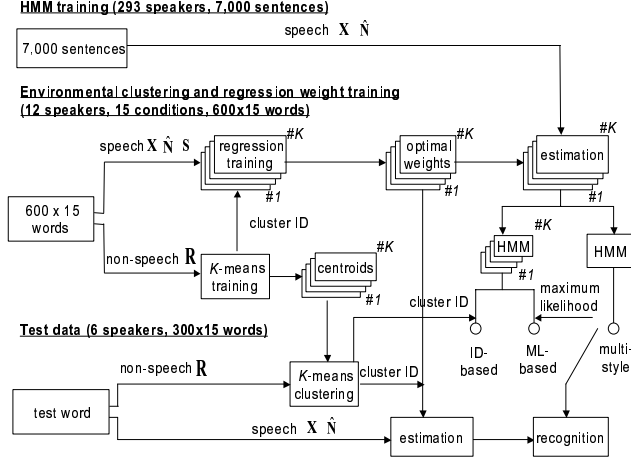 HMM training (293 speakers, 7,000 sentences)
speech X N̂
7,000 sentences
Environmental clustering and regression weight training
(12 speakers, 15 conditions, 600x15 words)
#K
#K
#K
speech X N̂ S
regression
training
optimal
weights
estimation
#1
#1
#1
600 x 15
words
cluster ID
#K
non-speech R
#K
HMM
HMM
K-means
training
centroids
#1
#1
cluster ID
maximum
likelihood
Test data (6 speakers, 300x15 words)
ID-
based
ML-
based
multi-
style
non-speech R
cluster ID
K-means
clustering
test word
speech X N̂
estimation
recognition